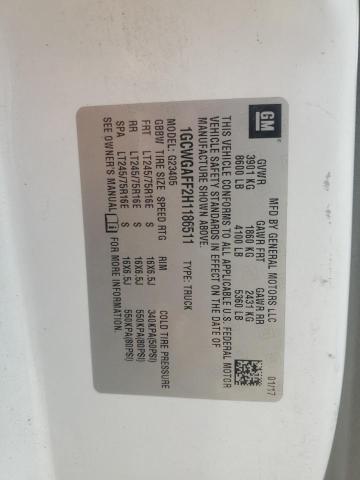 GM
MFD BY GENERAL MOTORS LLC 01/17
GVWR GAWR FRT GAWR RR
3901 KG 1860 KG 2431 KG
8600 LB 4100 LB 5360 LB
THIS VEHICLE CONFORMS TO ALL APPLICABLE U.S. FEDERAL MOTOR
VEHICLE SAFETY STANDARDS IN EFFECT ON THE DATE OF
MANUFACTURE SHOWN ABOVE.
1GCWGAFF2H1186511 TYPE: TRUCK
MODEL: G23405
GBBW TIRE SIZE SPEED RTG RIM COLD TIRE PRESSURE
FRT LT245/75R16E S 16X6.5J 340KPA(50PSI)
RR LT245/75R16E S 16X6.5J 550KPA(80PSI)
SPA LT245/75R16E S 16X6.5J 550KPA(80PSI)
SEE OWNER'S MANUAL FOR MORE INFORMATION.